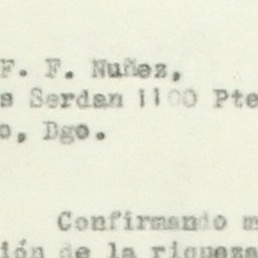 F. F. Nuñez,
s Serdan 1100 Pte
o, Dgo.
Confirmando m
ión de la riqueza